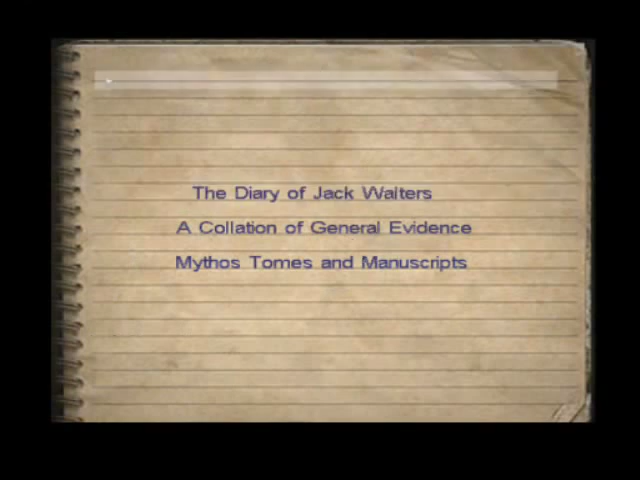 The Diary of Jack Walters
A Collation of General Evidence
Mythos Tomes and Manuscripts